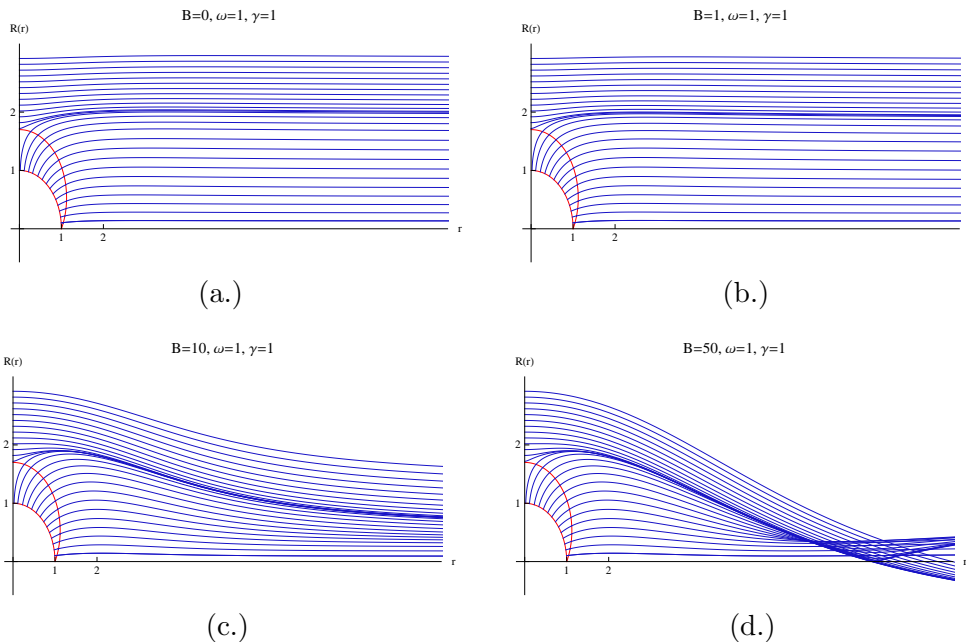 B=0, ω=1, γ=1
R(r)
2
1
1
2
r
(a.)
B=1, ω=1, γ=1
R(r)
2
1
1
2
r
(b.)
B=10, ω=1, γ=1
R(r)
2
1
1
2
r
(c.)
B=50, ω=1, γ=1
R(r)
2
1
1
2
r
(d.)